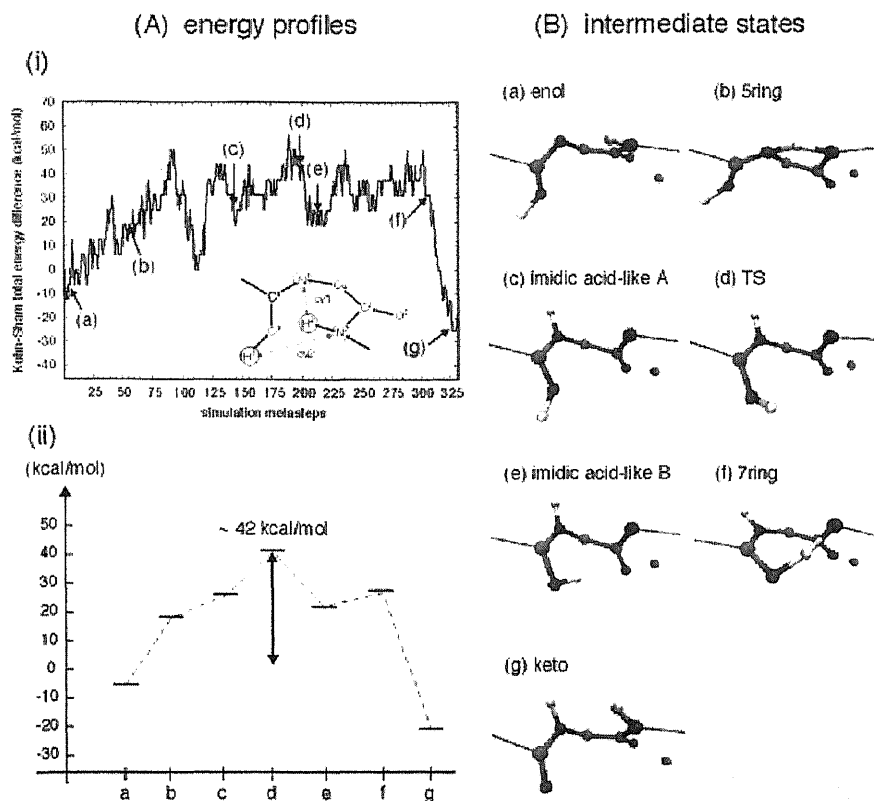 (A) energy profiles
(B) intermediate states
(i)
Kohn-Sham total energy difference (kcal/mol)
70
60
50
40
30
20
10
0
-10
-20
-30
-40
(a)
(b)
(c)
(d)
(e)
(f)
(g)
25 50 75 100 125 150 175 200 225 250 275 300 325
simulation metasteps
(ii)
(kcal/mol)
50
40
30
20
10
0
-10
-20
-30
~ 42 kcal/mol
a b c d e f g
(a) enol
(b) 5ring
(c) imidic acid-like A
(d) TS
(e) imidic acid-like B
(f) 7ring
(g) keto